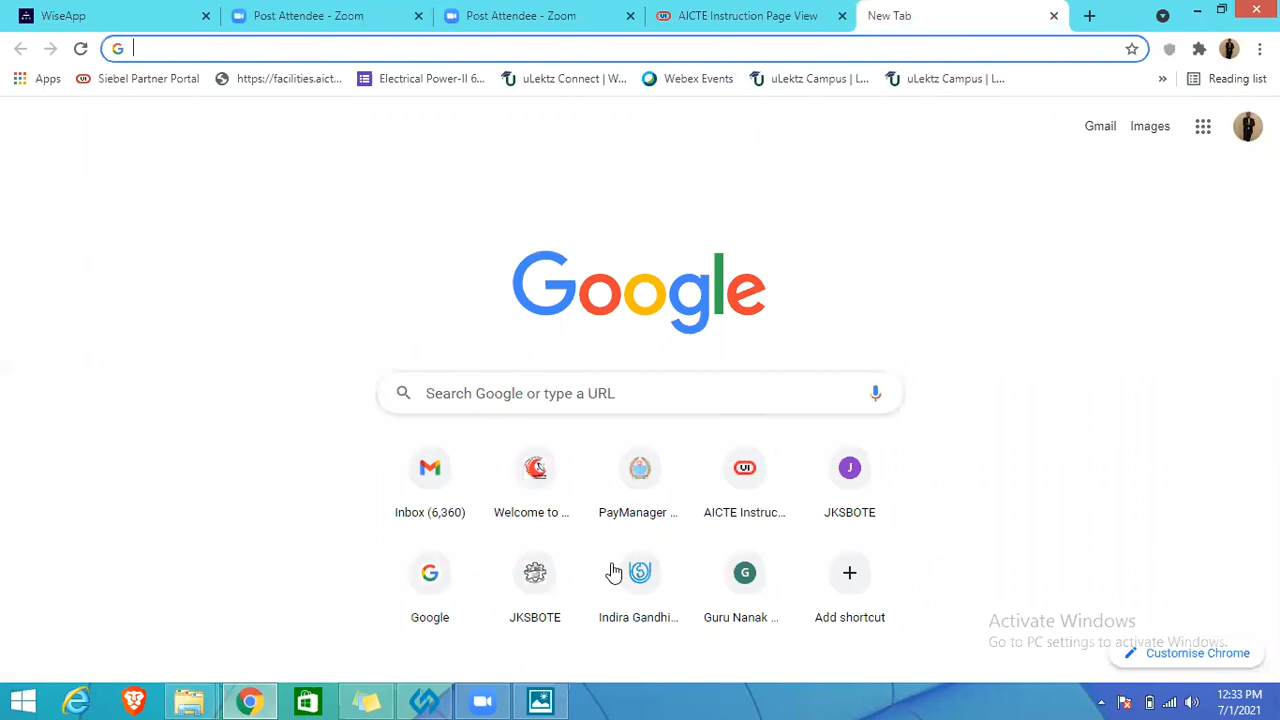 WiseApp
Post Attendee - Zoom
Post Attendee - Zoom
AICTE Instruction Page View
New Tab
Apps
Siebel Partner Portal
https://facilities.aict...
Electrical Power-II 6...
uLektz Connect | W...
Webex Events
uLektz Campus | L...
uLektz Campus | L...
»
Reading list
Gmail
Images
Google
Search Google or type a URL
Inbox (6,360)
Welcome to ...
PayManager ...
AICTE Instruc...
JKSBOTE
Google
JKSBOTE
Indira Gandhi...
Guru Nanak ...
Add shortcut
Activate Windows
Go to PC settings to activate Windows.
Customise Chrome
12:33 PM
7/1/2021